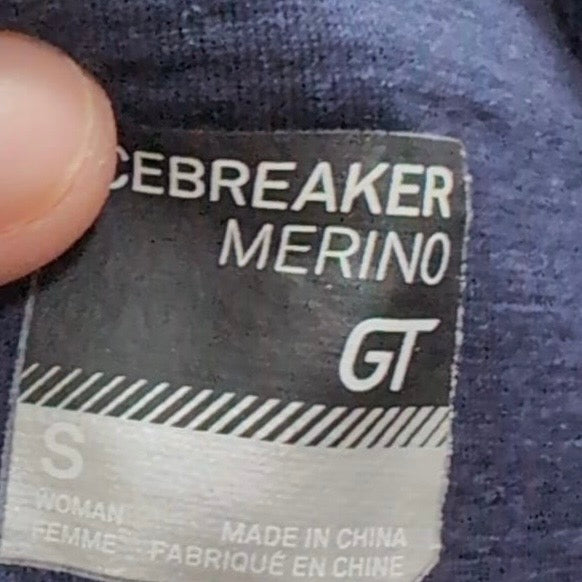 CEBREAKER
MERINO
GT
S
WOMAN
FEMME
MADE IN CHINA
FABRIQUÉ EN CHINE